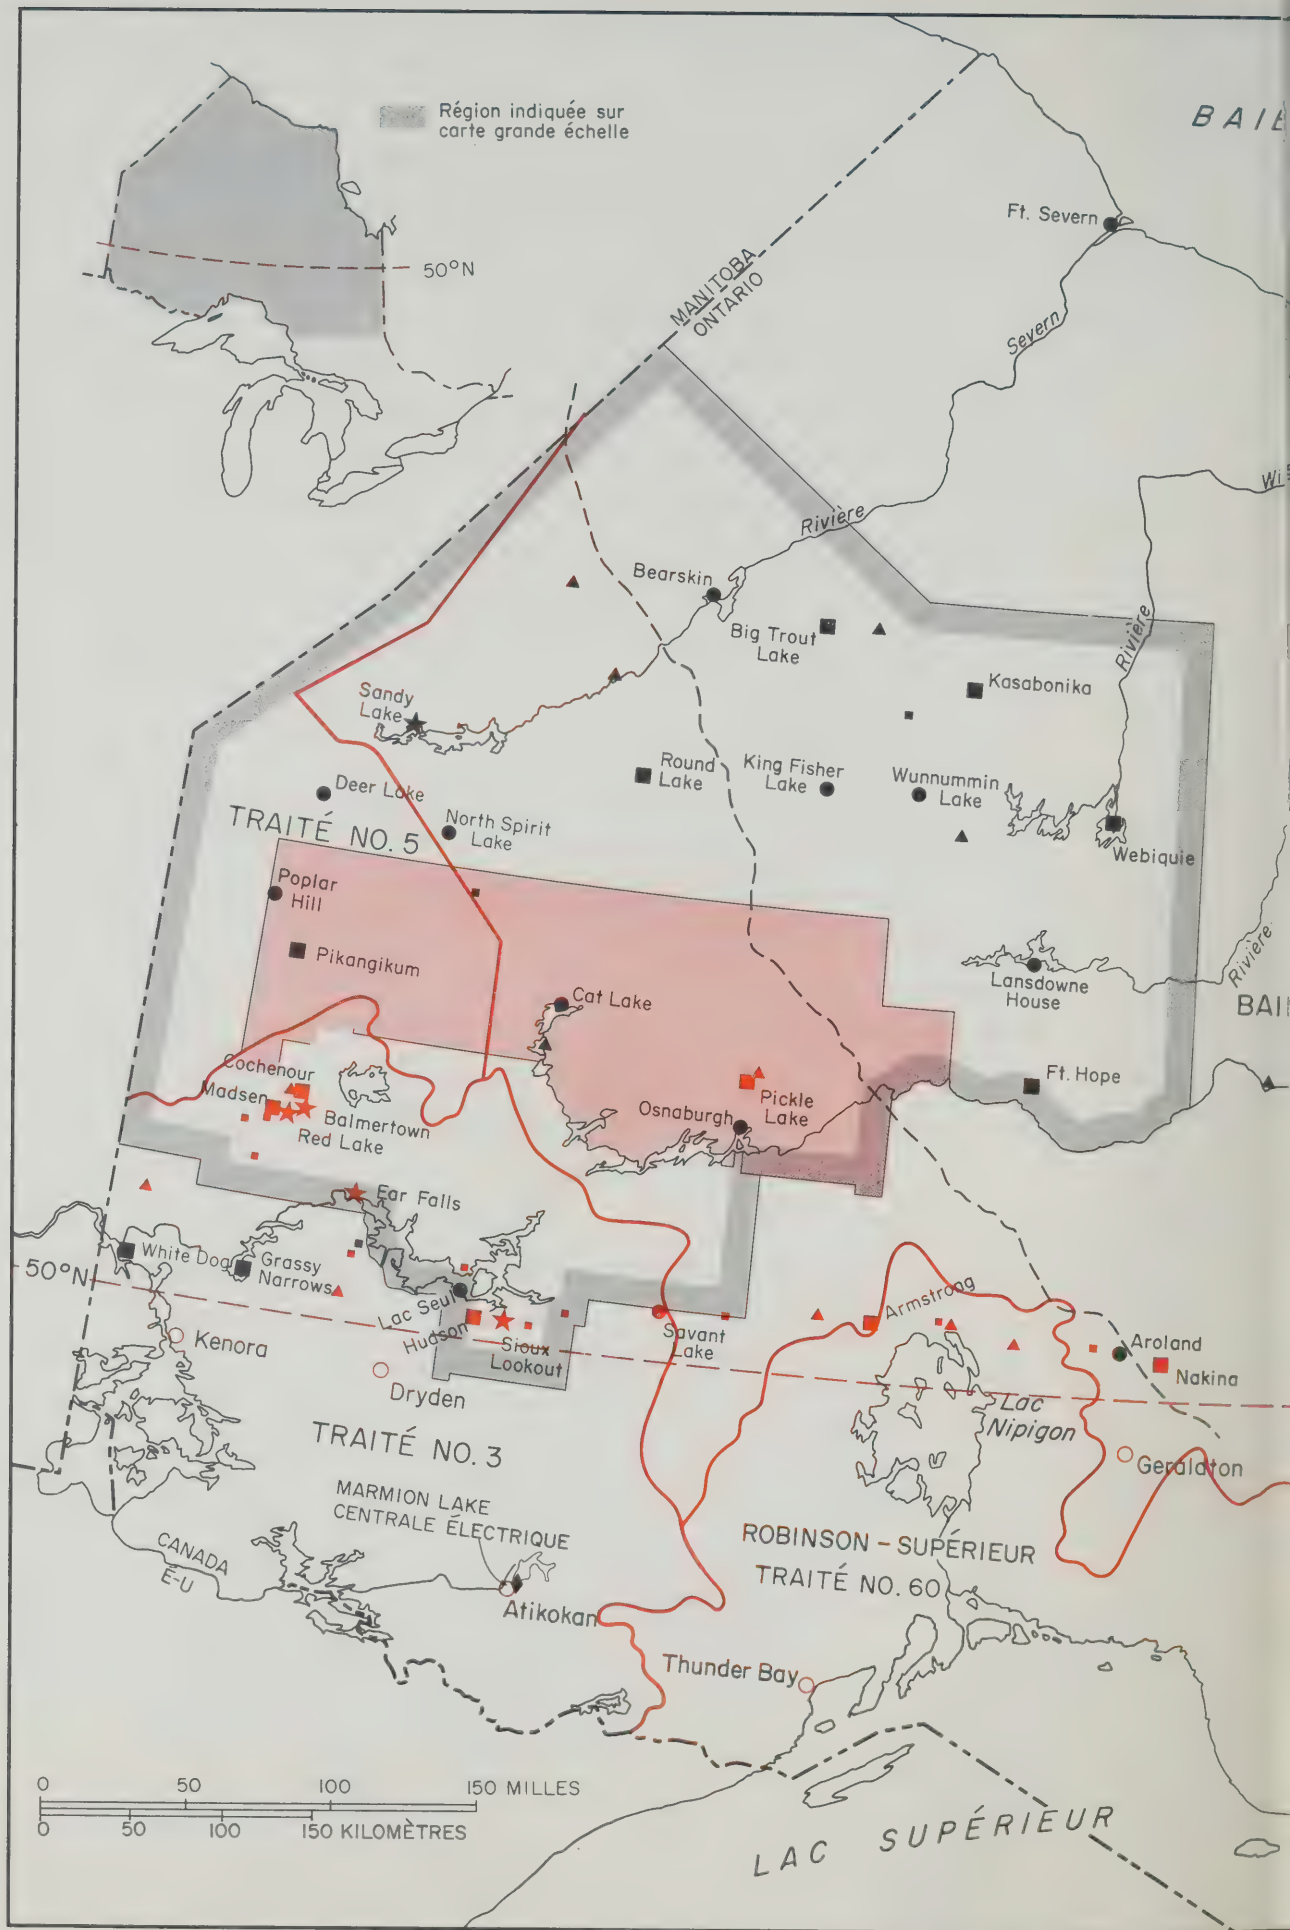 Région indiquée sur
carte grande échelle
BAIE
50°N
Ft. Severn
MANITOBA
ONTARIO
Severn
Rivière
Rivière
Bearskin
Big Trout
Lake
Kasabonika
Sandy
Lake
Round
Lake
King Fisher
Lake
Wunnummin
Lake
Webiquie
Deer Lake
North Spirit
Lake
TRAITÉ NO. 5
Poplar
Hill
Pikangikum
Cat Lake
Lansdowne
House
Rivière
Cochenour
Madsen
Balmertown
Red Lake
Pickle
Lake
Osnaburgh
Ft. Hope
Ear Falls
White Dog
Grassy
Narrows
50°N
Lac Seul
Hudson
Sioux
Lookout
Savant
Lake
Armstrong
Aroland
Nakina
Kenora
Dryden
Lac
Nipigon
Geraldton
TRAITÉ NO. 3
MARMION LAKE
CENTRALE ÉLECTRIQUE
CANADA
É-U
Atikokan
ROBINSON - SUPÉRIEUR
TRAITÉ NO. 60
Thunder Bay
0 50 100 150 MILLES
0 50 100 150 KILOMÈTRES
LAC SUPÉRIEUR